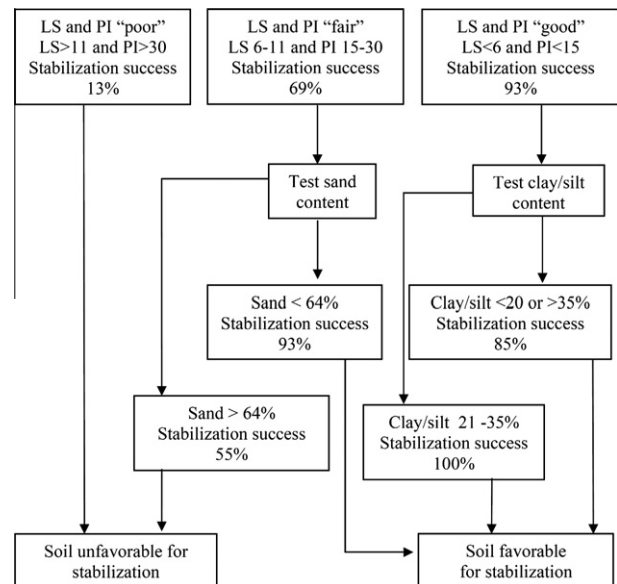 LS and PI “poor”
LS>11 and PI>30
Stabilization success
13%
LS and PI “fair”
LS 6-11 and PI 15-30
Stabilization success
69%
LS and PI “good”
LS<6 and PI<15
Stabilization success
93%
Test sand
content
Test clay/silt
content
Sand < 64%
Stabilization success
93%
Clay/silt <20 or >35%
Stabilization success
85%
Sand > 64%
Stabilization success
55%
Clay/silt 21 -35%
Stabilization success
100%
Soil unfavorable for
stabilization
Soil favorable
for stabilization